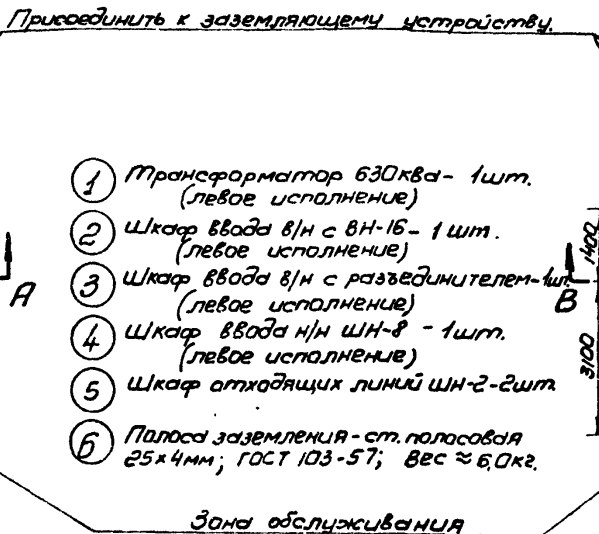 Присоединить к заземляющему устройству.
1 Трансформатор 630ква - 1шт.
(левое исполнение)
2 Шкаф ввода в/н с ВН-16 - 1 шт.
(левое исполнение)
3 Шкаф ввода в/н с разъединителем - 1шт.
(левое исполнение)
4 Шкаф ввода н/н ШН-8 - 1шт.
(левое исполнение)
5 Шкаф отходящих линий ШН-2-2шт
6 Полоса заземления - ст. полосовая
25×4мм; ГОСТ 103-57; Вес ≈ 6,0кг.
А
В
1400
3100
Зона обслуживания